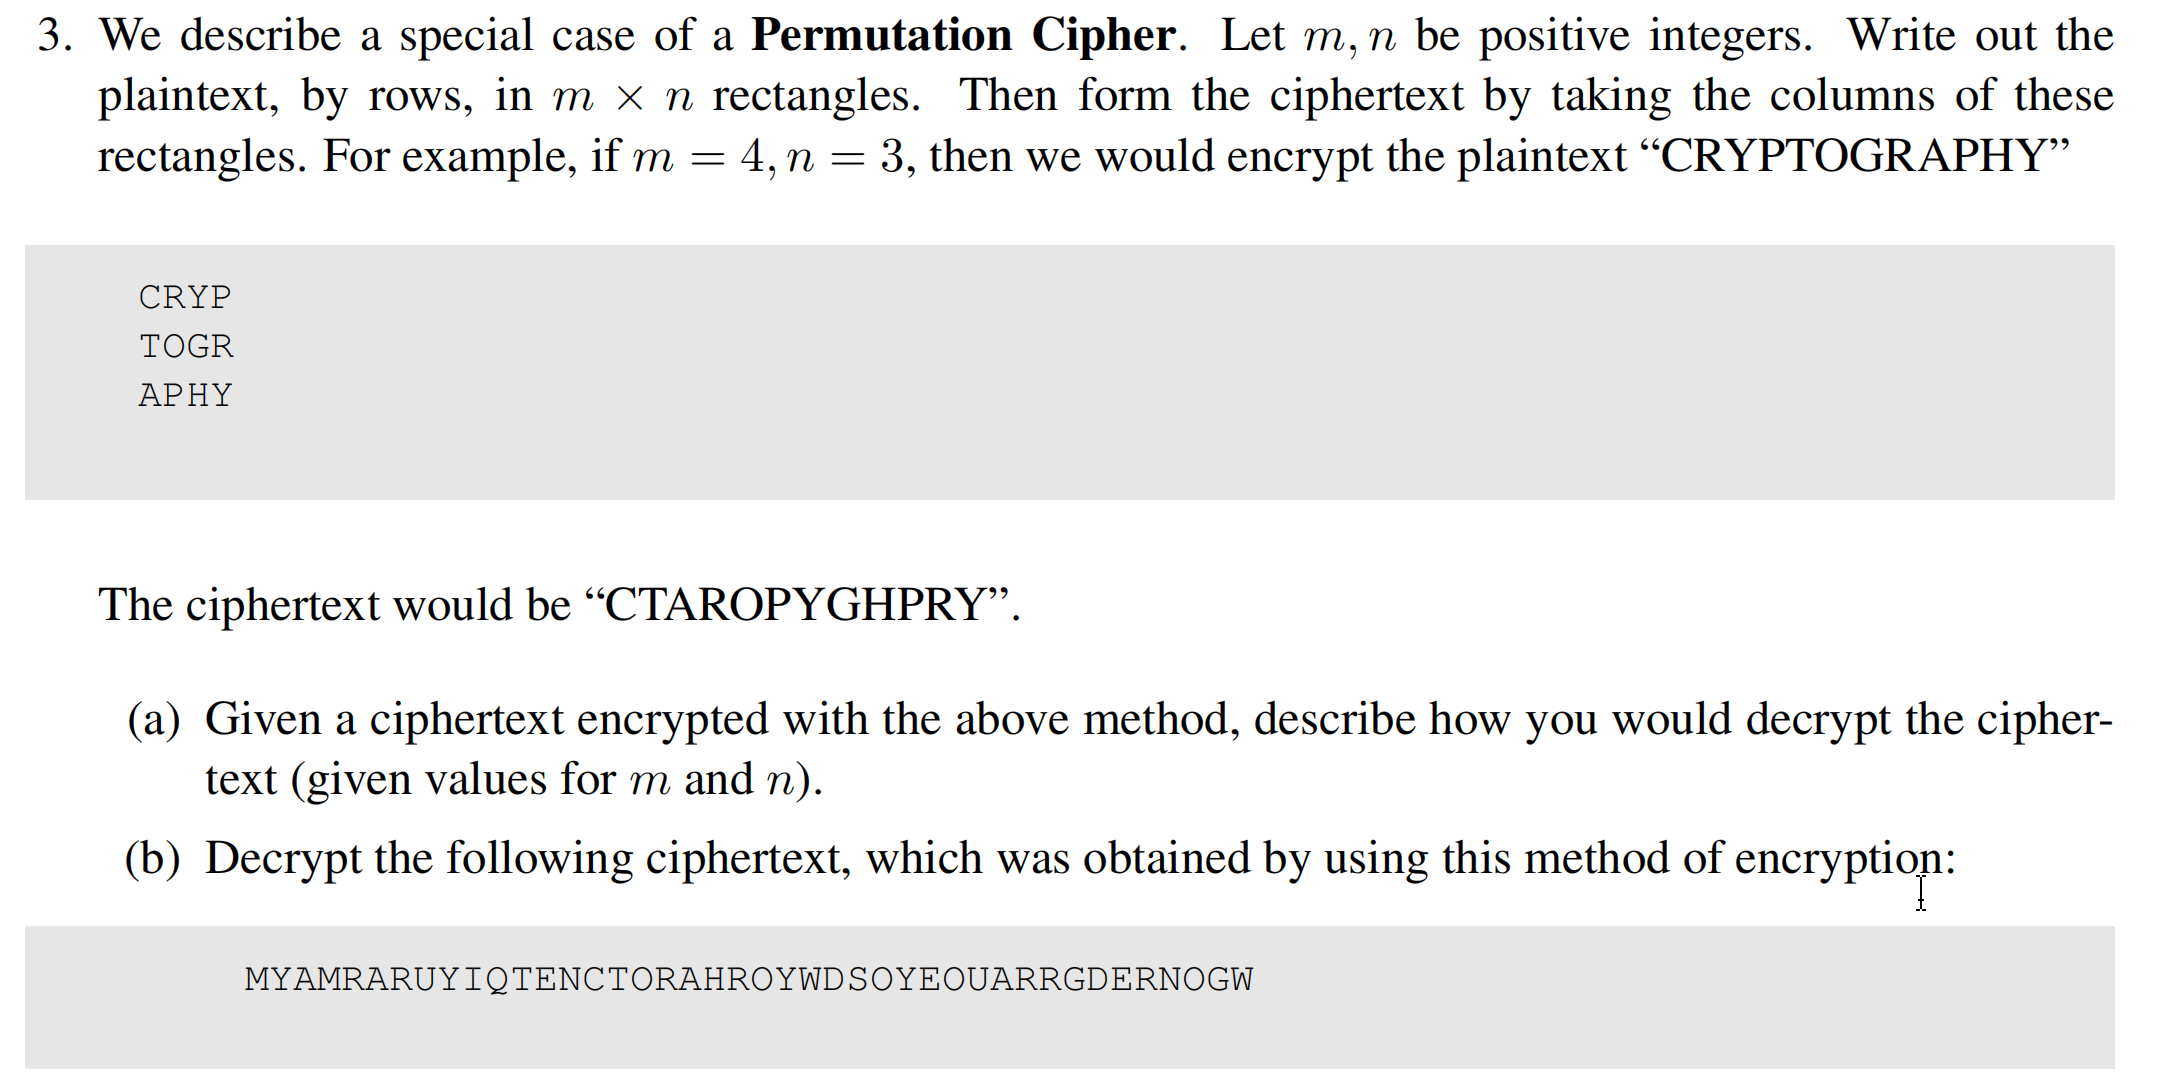 3. We describe a special case of a Permutation Cipher. Let m, n be positive integers. Write out the
plaintext, by rows, in m × n rectangles. Then form the ciphertext by taking the columns of these
rectangles. For example, if m = 4, n = 3, then we would encrypt the plaintext “CRYPTOGRAPHY”
CRYP
TOGR
APHY
The ciphertext would be “CTAROPYGHPRY”.
(a) Given a ciphertext encrypted with the above method, describe how you would decrypt the cipher-
text (given values for m and n).
(b) Decrypt the following ciphertext, which was obtained by using this method of encryption:
MYAMRARUYIQTENCTORAHROYWDSOYEOUARRGDERNOGW